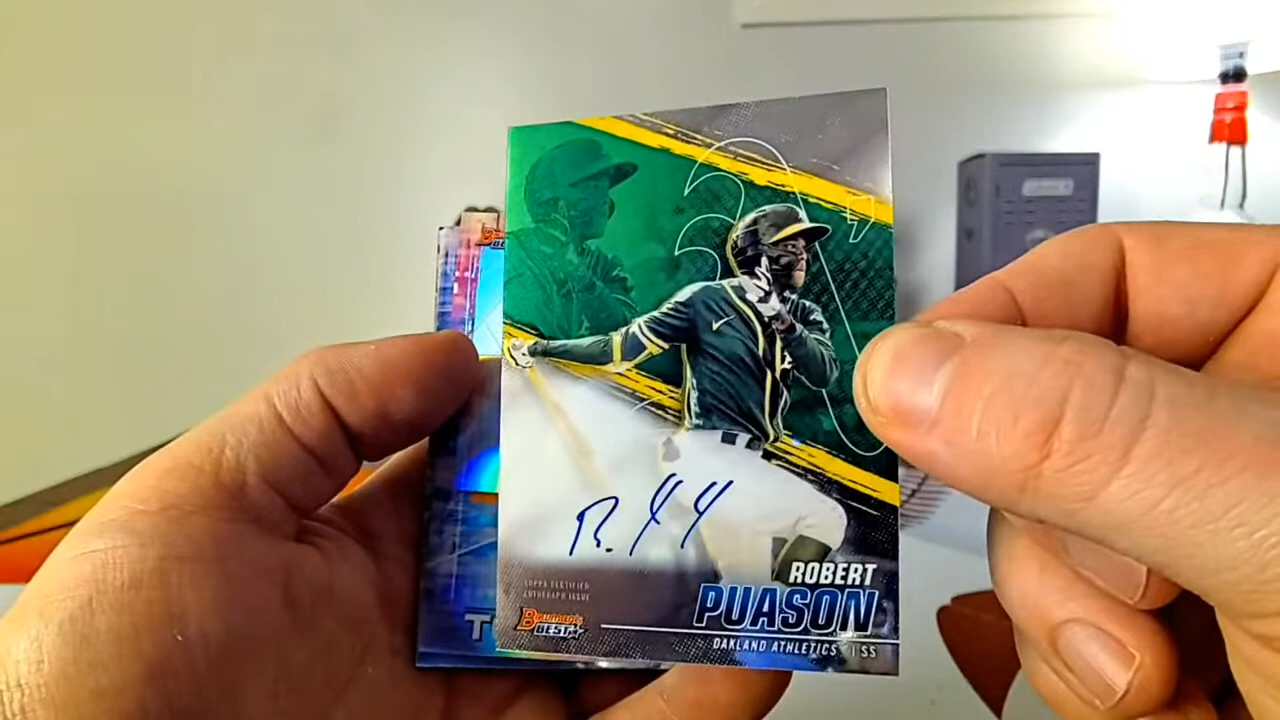 R.
ROBERT
PUASON
TOPPS CERTIFIED
AUTOGRAPH ISSUE
Bowman's
BEST
OAKLAND ATHLETICS | SS